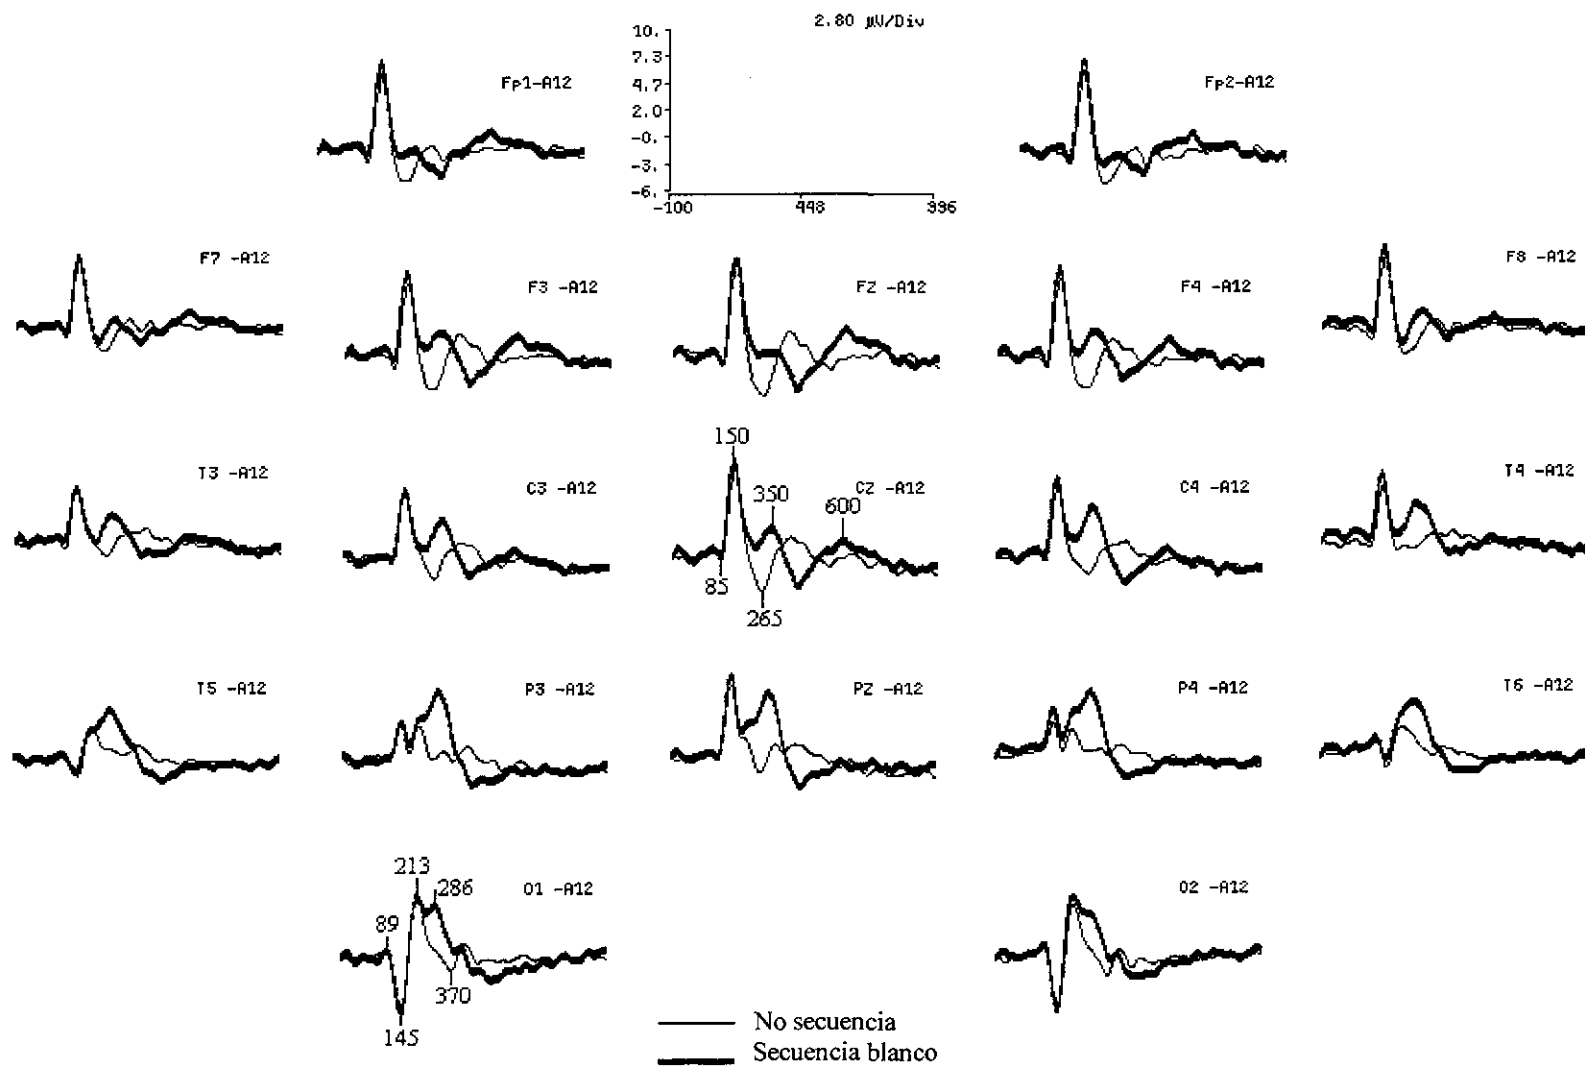 2.80 µV/Div
10.
7.3
4.7
2.0
-0.
-3.
-6.
-100 448 996
Fp1-A12
Fp2-A12
F7 -A12
F3 -A12
FZ -A12
F4 -A12
F8 -A12
T3 -A12
C3 -A12
150
350
CZ -A12
600
85
265
C4 -A12
T4 -A12
T5 -A12
P3 -A12
PZ -A12
P4 -A12
T6 -A12
213
286
O1 -A12
89
370
145
O2 -A12
No secuencia
Secuencia blanco